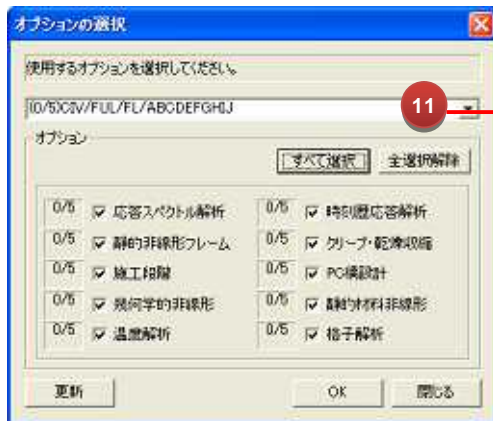 オプションの選択
使用するオプションを選択してください。
(0/5)CIV/FUL/FL/ABCDEFGHIJ
11
オプション
すべて選択 全選択解除
0/5 応答スペクトル解析 0/5 時刻歴応答解析
0/5 静的非線形フレーム 0/5 クリープ・乾燥収縮
0/5 施工段階 0/5 PC橋設計
0/5 幾何学的非線形 0/5 静的材料非線形
0/5 温度解析 0/5 格子解析
更新 OK 閉じる